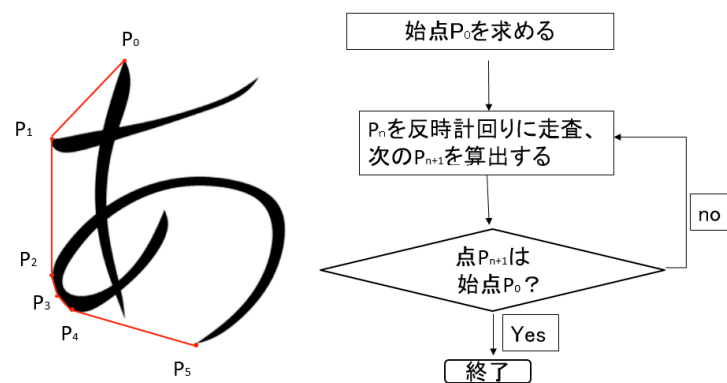 P₀
P₁
P₂
P₃
P₄
P₅
あ
始点P₀を求める
Pₙを反時計回りに走査、
次のPₙ₊₁を算出する
点Pₙ₊₁は
始点P₀？
no
Yes
終了